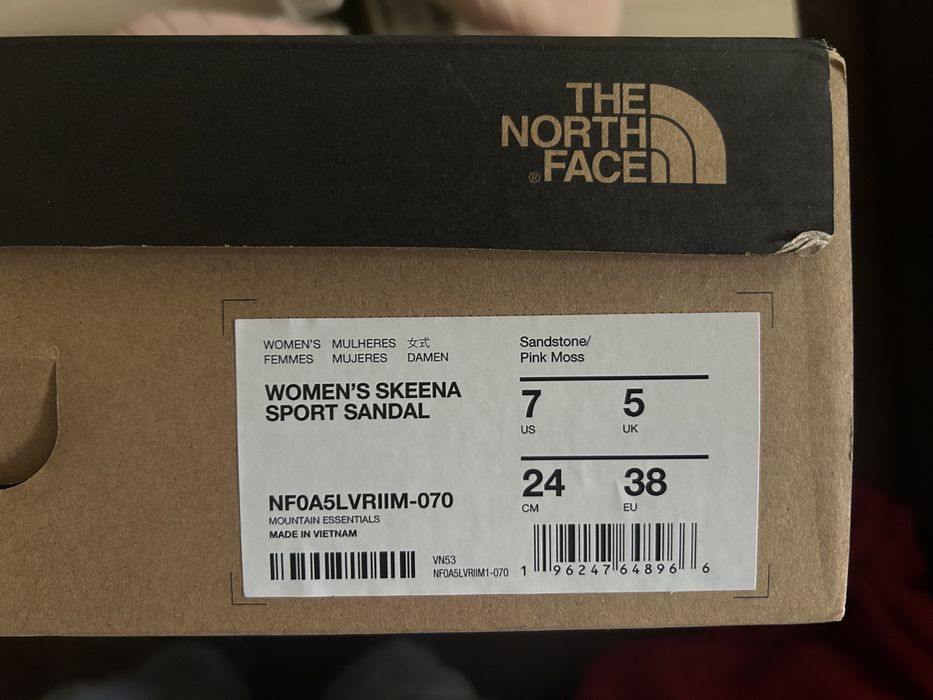 THE
NORTH
® FACE
WOMEN'S MULHERES 女式
FEMMES MUJERES DAMEN
WOMEN'S SKEENA
SPORT SANDAL
NF0A5LVRIIM-070
MOUNTAIN ESSENTIALS
MADE IN VIETNAM
VN53
NF0A5LVRIIM1-070
Sandstone/
Pink Moss
7 5
US UK
24 38
CM EU
1 96247 64896 6